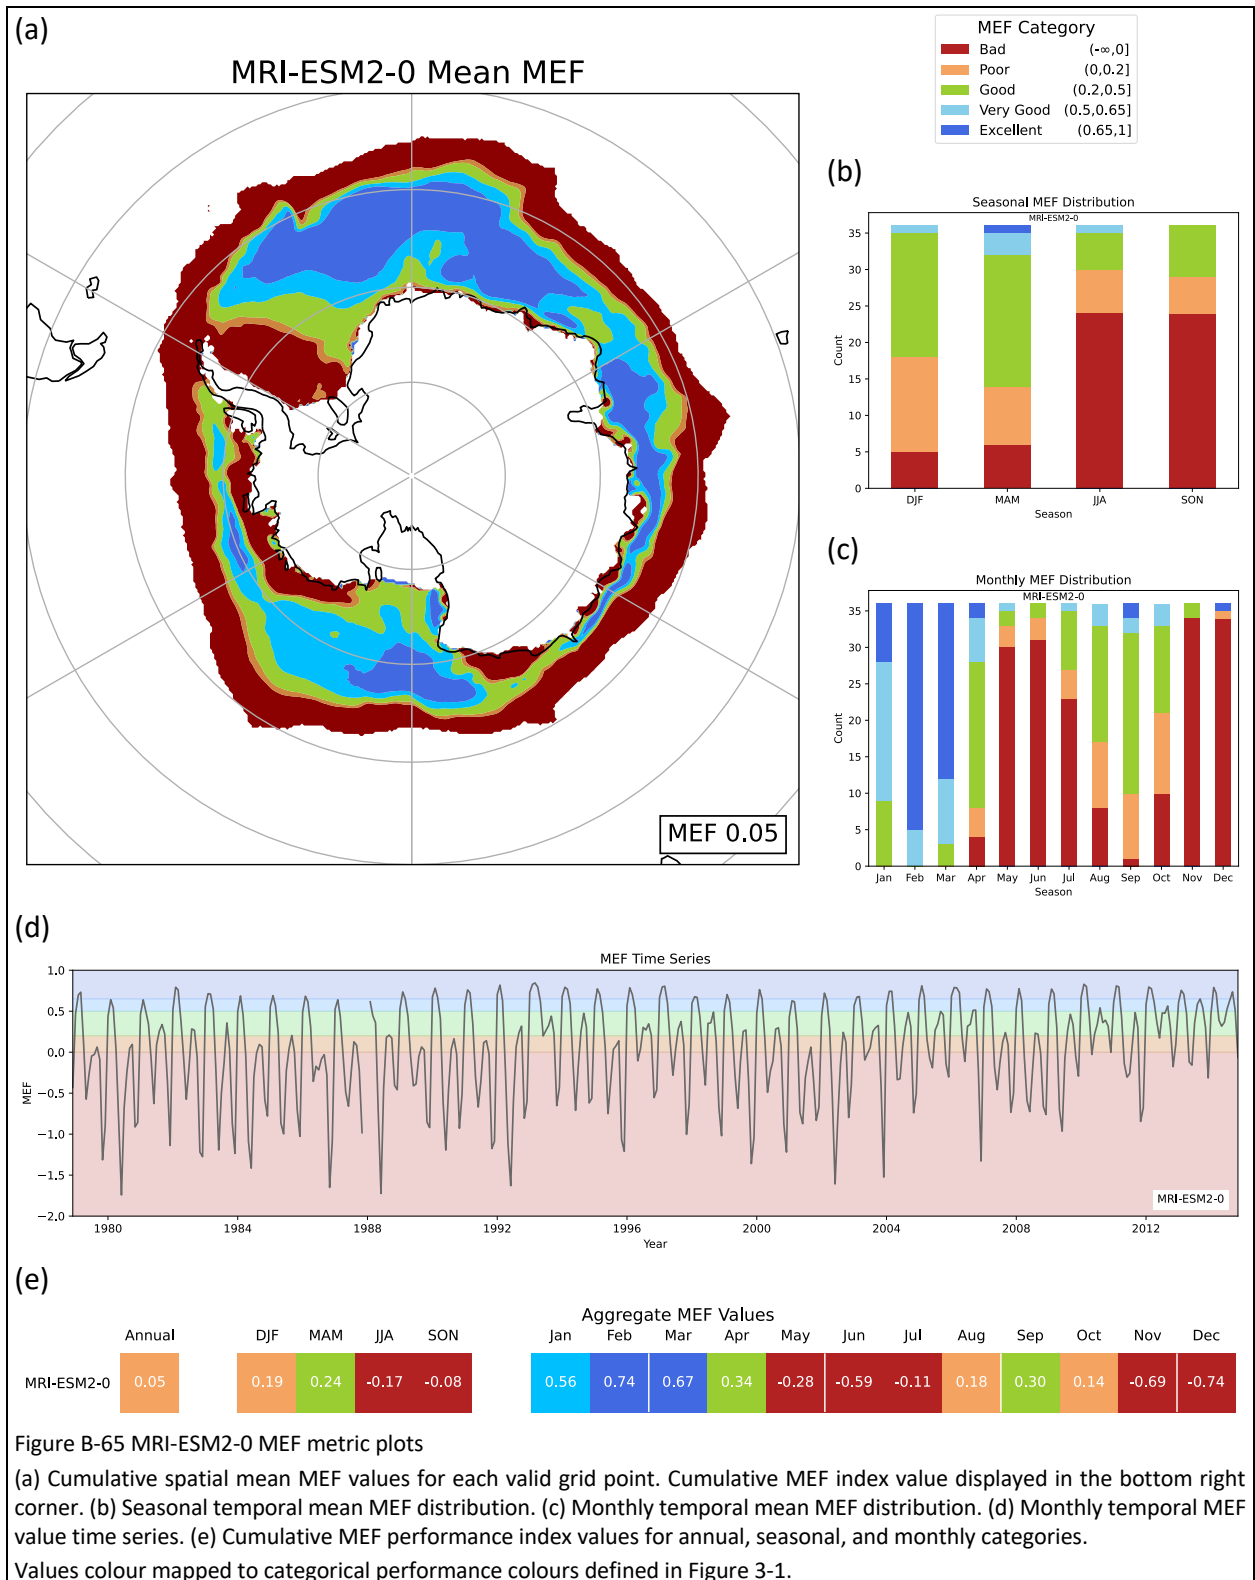 (a)
MRI-ESM2-0 Mean MEF
MEF 0.05
MEF Category
Bad (-∞,0]
Poor (0,0.2]
Good (0.2,0.5]
Very Good (0.5,0.65]
Excellent (0.65,1]
(b)
Seasonal MEF Distribution
MRI-ESM2-0
35
30
25
20
15
10
5
0
Count
DJF MAM JJA SON
Season
(c)
Monthly MEF Distribution
MRI-ESM2-0
35
30
25
20
15
10
5
0
Count
Jan Feb Mar Apr May Jun Jul Aug Sep Oct Nov Dec
Season
(d)
MEF Time Series
1.0
0.5
0.0
−0.5
−1.0
−1.5
−2.0
MEF
MRI-ESM2-0
1980 1984 1988 1992 1996 2000 2004 2008 2012
Year
(e)
Aggregate MEF Values
Annual DJF MAM JJA SON Jan Feb Mar Apr May Jun Jul Aug Sep Oct Nov Dec
MRI-ESM2-0 0.05 0.19 0.24 -0.17 -0.08 0.56 0.74 0.67 0.34 -0.28 -0.59 -0.11 0.18 0.30 0.14 -0.69 -0.74
Figure B-65 MRI-ESM2-0 MEF metric plots
(a) Cumulative spatial mean MEF values for each valid grid point. Cumulative MEF index value displayed in the bottom right
corner. (b) Seasonal temporal mean MEF distribution. (c) Monthly temporal mean MEF distribution. (d) Monthly temporal MEF
value time series. (e) Cumulative MEF performance index values for annual, seasonal, and monthly categories.
Values colour mapped to categorical performance colours defined in Figure 3-1.